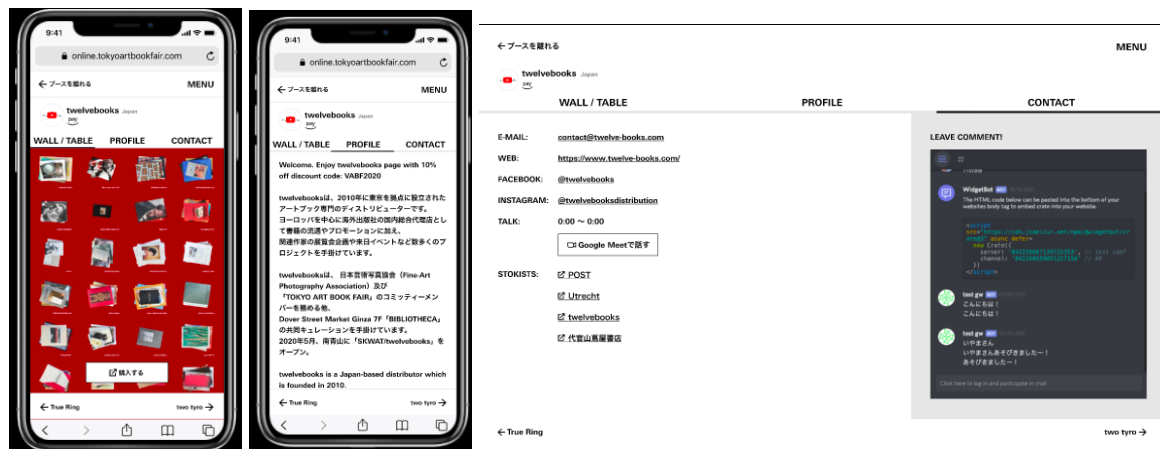 9:41
online.tokyoartbookfair.com
← ブースを離れる
MENU
twelvebooks Japan
pay
WALL / TABLE
PROFILE
CONTACT
購入する
← True Ring
two tyro →
9:41
online.tokyoartbookfair.com
← ブースを離れる
MENU
twelvebooks Japan
pay
WALL / TABLE
PROFILE
CONTACT
Welcome. Enjoy twelvebooks page with 10%
off discount code: VABF2020
twelvebooksは、2010年に東京を拠点に設立された
アートブック専門のディストリビューターです。
ヨーロッパを中心に海外出版社の国内総合代理店とし
て書籍の流通やプロモーションに加え、
関連作家の展覧会企画や来日イベントなど数多くのプ
ロジェクトを手掛けています。
twelvebooksは、日本芸術写真協会（Fine-Art
Photography Association）及び
「TOKYO ART BOOK FAIR」のコミッティーメン
バーを務める他、
Dover Street Market Ginza 7F「BIBLIOTHECA」
の共同キュレーションを手掛けています。
2020年5月、南青山に「SKWAT/twelvebooks」を
オープン。
twelvebooks is a Japan-based distributor which
is founded in 2010.
← True Ring
two tyro →
← ブースを離れる
MENU
twelvebooks Japan
pay
WALL / TABLE
PROFILE
CONTACT
E-MAIL: contact@twelve-books.com
WEB: https://www.twelve-books.com/
FACEBOOK: @twelvebooks
INSTAGRAM: @twelvebooksdistribution
TALK: 0:00 ～ 0:00
Google Meetで話す
STOKISTS: POST
Utrecht
twelvebooks
代官山蔦屋書店
LEAVE COMMENT!
#
WidgetBot BOT
The HTML code below can be pasted into the bottom of your
websites body tag to embed crate into your website.
<script
async defer>
new Crate({
server:
channel:
})
</script>
test gw BOT
こんにちは！
こんにちは！
test gw BOT
いやまさん
いやまさんあそびきましたー！
あそびきましたー！
Click here to log in and participate in chat
← True Ring
two tyro →